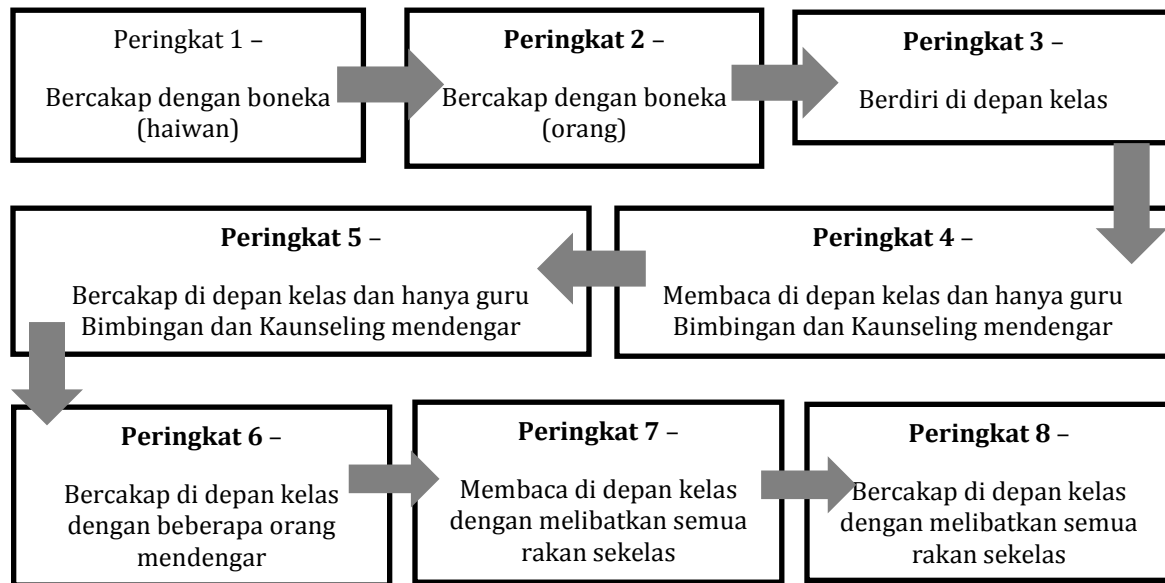 Peringkat 1 –
Bercakap dengan boneka
(haiwan)
Peringkat 2 –
Bercakap dengan boneka
(orang)
Peringkat 3 –
Berdiri di depan kelas
Peringkat 4 –
Membaca di depan kelas dan hanya guru
Bimbingan dan Kaunseling mendengar
Peringkat 5 –
Bercakap di depan kelas dan hanya guru
Bimbingan dan Kaunseling mendengar
Peringkat 6 –
Bercakap di depan kelas
dengan beberapa orang
mendengar
Peringkat 7 –
Membaca di depan kelas
dengan melibatkan semua
rakan sekelas
Peringkat 8 –
Bercakap di depan kelas
dengan melibatkan semua
rakan sekelas